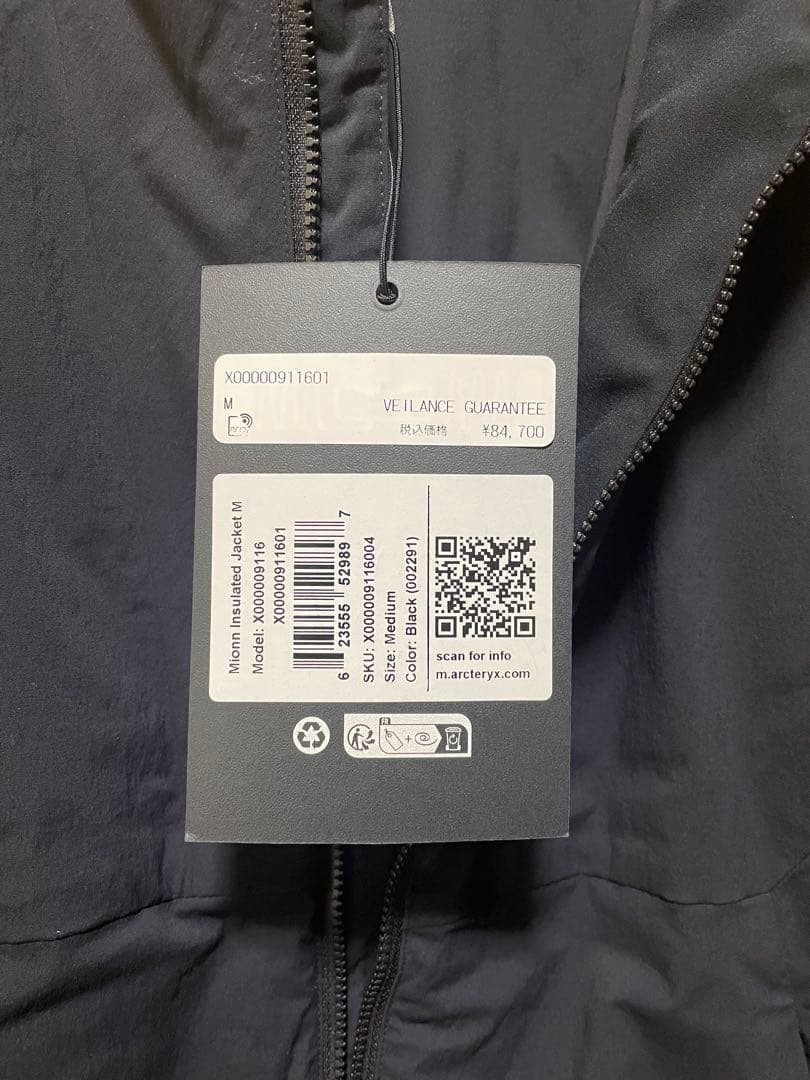 X00000911601
M
VEILANCE GUARANTEE
税込価格 ¥84,700
Mionn Insulated Jacket M
Model: X000009116
X00000911601
6 23555 52989 7
SKU: X000009116004
Size: Medium
Color: Black (002291)
scan for info
m.arcteryx.com
FR